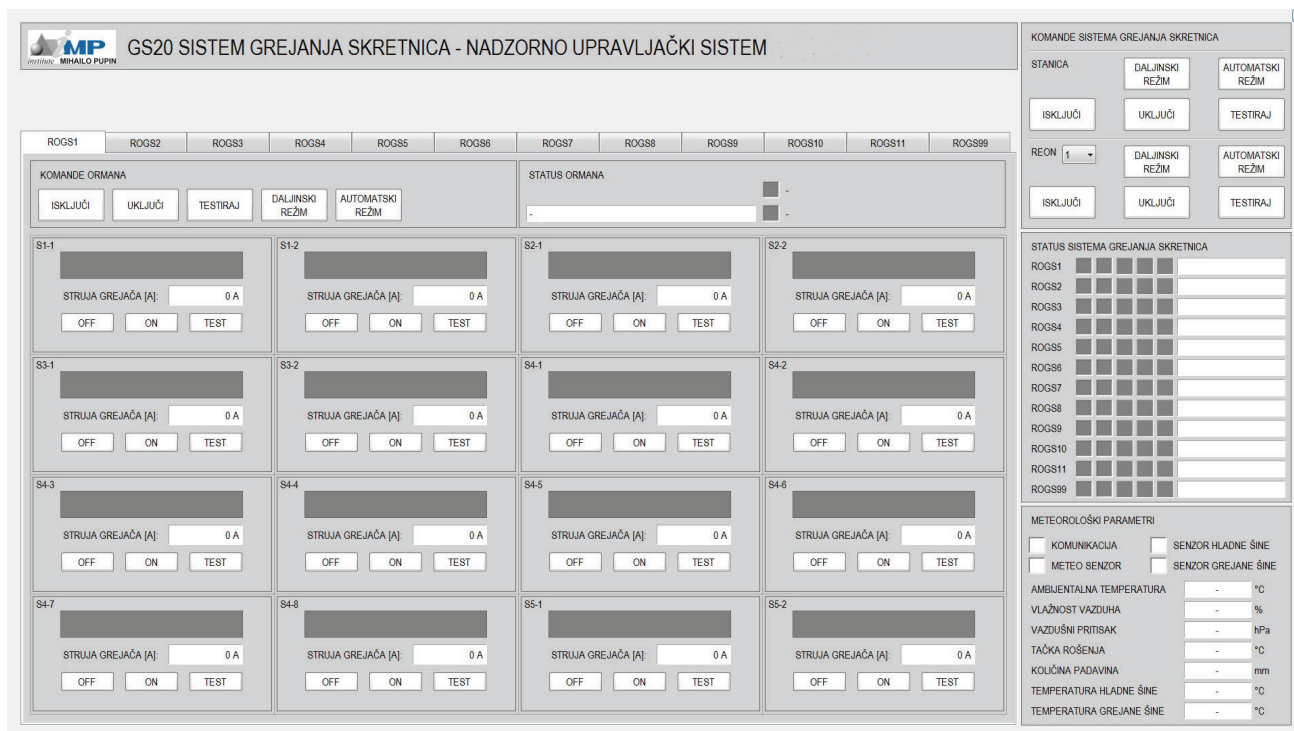 IMP
institute MIHAILO PUPIN
GS20 SISTEM GREJANJA SKRETNICA - NADZORNO UPRAVLJAČKI SISTEM
ROGS1 ROGS2 ROGS3 ROGS4 ROGS5 ROGS6 ROGS7 ROGS8 ROGS9 ROGS10 ROGS11 ROGS99
KOMANDE ORMANA
ISKLJUČI UKLJUČI TESTIRAJ DALJINSKI REŽIM AUTOMATSKI REŽIM
STATUS ORMANA
-
-
-
S1-1 S1-2 S2-1 S2-2
STRUJA GREJAČA [A]: 0 A STRUJA GREJAČA [A]: 0 A STRUJA GREJAČA [A]: 0 A STRUJA GREJAČA [A]: 0 A
OFF ON TEST OFF ON TEST OFF ON TEST OFF ON TEST
S3-1 S3-2 S4-1 S4-2
STRUJA GREJAČA [A]: 0 A STRUJA GREJAČA [A]: 0 A STRUJA GREJAČA [A]: 0 A STRUJA GREJAČA [A]: 0 A
OFF ON TEST OFF ON TEST OFF ON TEST OFF ON TEST
S4-3 S4-4 S4-5 S4-6
STRUJA GREJAČA [A]: 0 A STRUJA GREJAČA [A]: 0 A STRUJA GREJAČA [A]: 0 A STRUJA GREJAČA [A]: 0 A
OFF ON TEST OFF ON TEST OFF ON TEST OFF ON TEST
S4-7 S4-8 S5-1 S5-2
STRUJA GREJAČA [A]: 0 A STRUJA GREJAČA [A]: 0 A STRUJA GREJAČA [A]: 0 A STRUJA GREJAČA [A]: 0 A
OFF ON TEST OFF ON TEST OFF ON TEST OFF ON TEST
KOMANDE SISTEMA GREJANJA SKRETNICA
STANICA DALJINSKI REŽIM AUTOMATSKI REŽIM
ISKLJUČI UKLJUČI TESTIRAJ
REON 1 DALJINSKI REŽIM AUTOMATSKI REŽIM
ISKLJUČI UKLJUČI TESTIRAJ
STATUS SISTEMA GREJANJA SKRETNICA
ROGS1
ROGS2
ROGS3
ROGS4
ROGS5
ROGS6
ROGS7
ROGS8
ROGS9
ROGS10
ROGS11
ROGS99
METEOROLOŠKI PARAMETRI
KOMUNIKACIJA SENZOR HLADNE ŠINE
METEO SENZOR SENZOR GREJANE ŠINE
AMBIJENTALNA TEMPERATURA - °C
VLAŽNOST VAZDUHA - %
VAZDUŠNI PRITISAK - hPa
TAČKA ROŠENJA - °C
KOLIČINA PADAVINA - mm
TEMPERATURA HLADNE ŠINE - °C
TEMPERATURA GREJANE ŠINE - °C